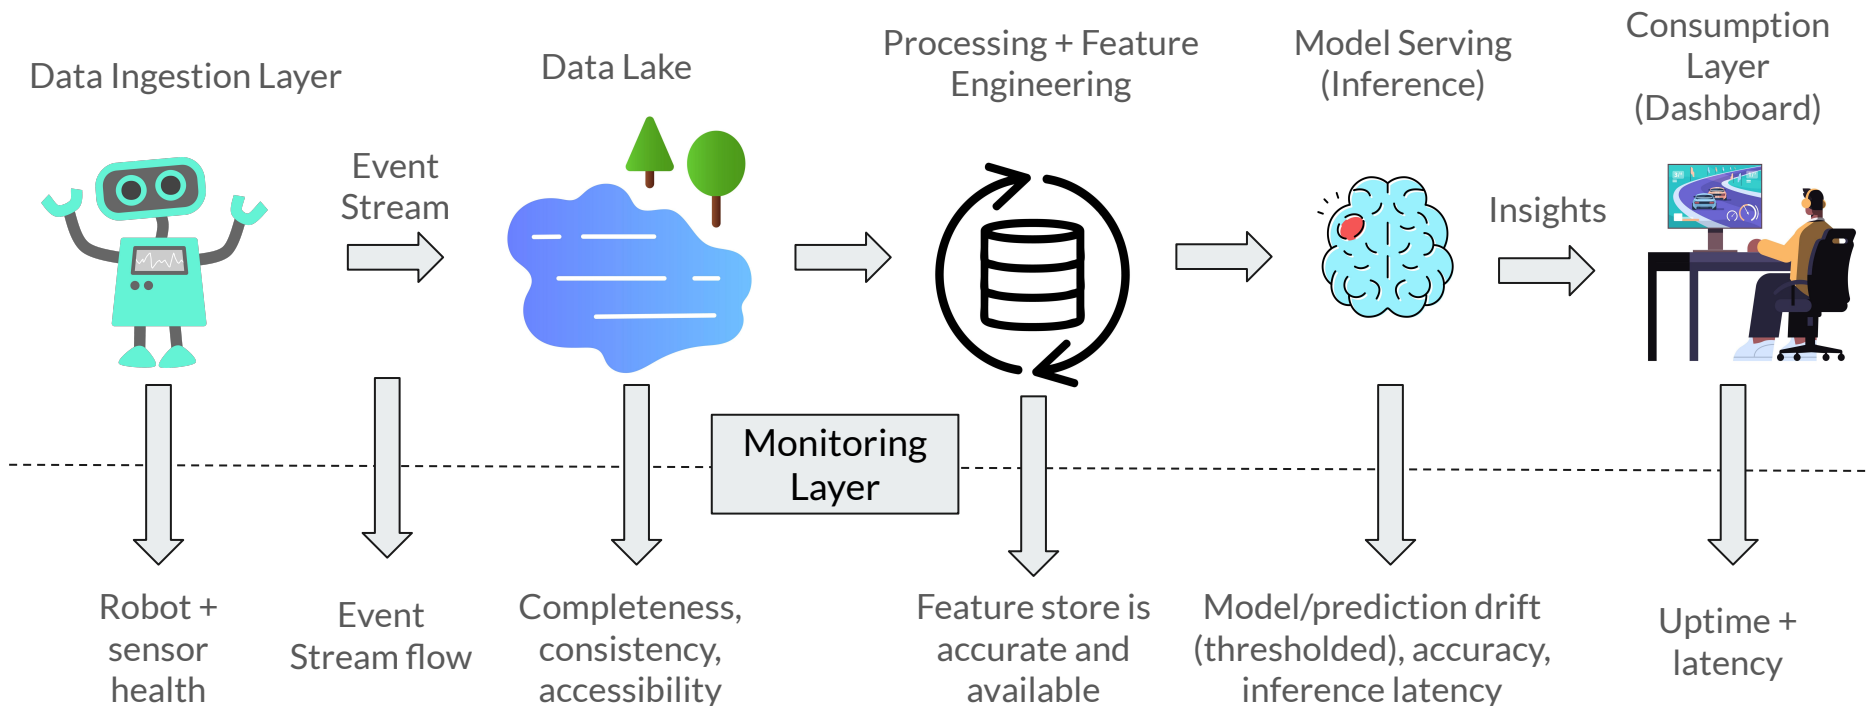 Data Ingestion Layer
Event
Stream
Data Lake
Processing + Feature
Engineering
Model Serving
(Inference)
Insights
Consumption
Layer
(Dashboard)
Monitoring
Layer
Robot +
sensor
health
Event
Stream flow
Completeness,
consistency,
accessibility
Feature store is
accurate and
available
Model/prediction drift
(thresholded), accuracy,
inference latency
Uptime +
latency